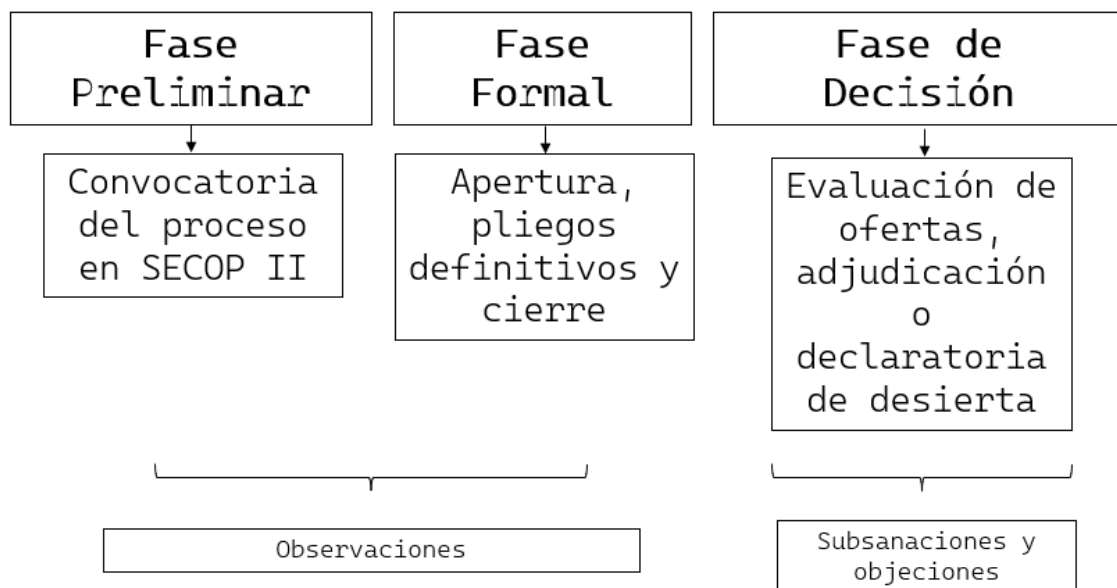 Fase
Preliminar
Convocatoria
del proceso
en SECOP II
Fase
Formal
Apertura,
pliegos
definitivos y
cierre
Fase de
Decisión
Evaluación de
ofertas,
adjudicación
o
declaratoria
de desierta
Observaciones
Subsanaciones y
objeciones